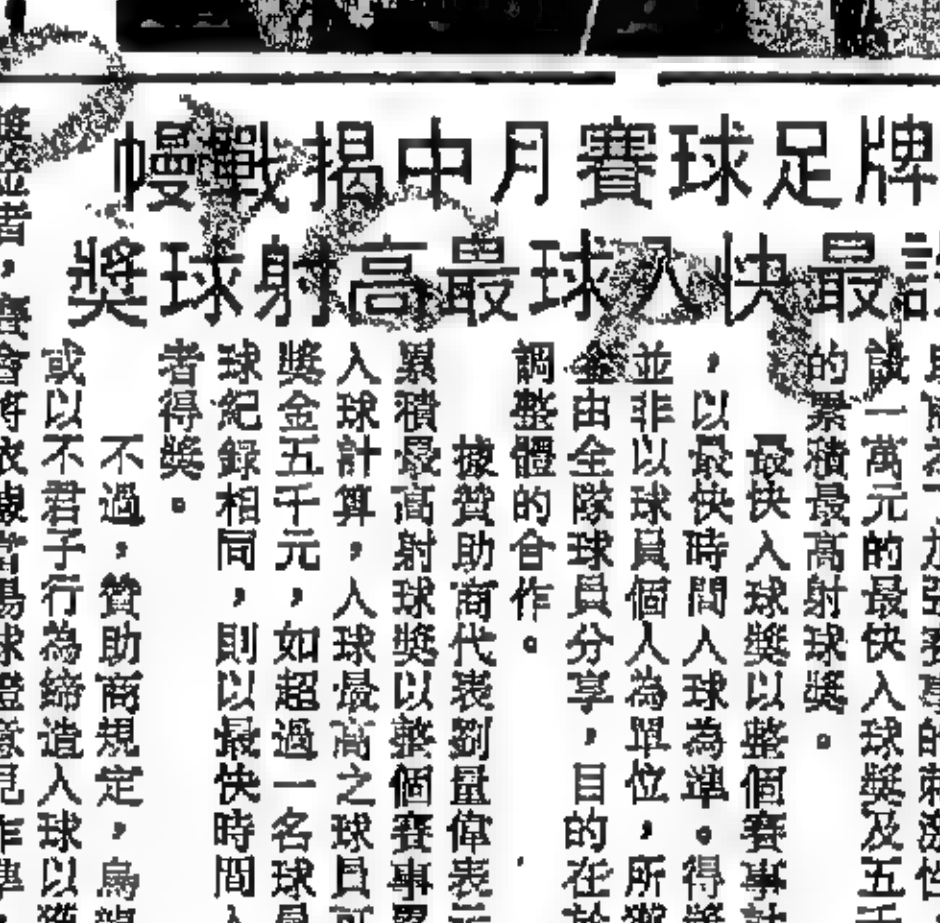 牌足球賽月中揭戰幔
最快入球最高射球獎
一萬元的最快入球獎及五
的累積最高射球獎。
最快入球獎以整個賽事
，以最快時間入球為準。得獎
並非以球員個人為單位，所
金由全隊球員分享，目的在於
調整體的合作。
據贊助商代表劉量偉表示
累積最高射球獎以整個賽事累
入球計算，入球最高之球員可
獎金五千元，如超過一名球員
球紀錄相同，則以最快時間入
者得獎。
不過，贊助商規定，烏龍
或以不君子行為締造入球以獲